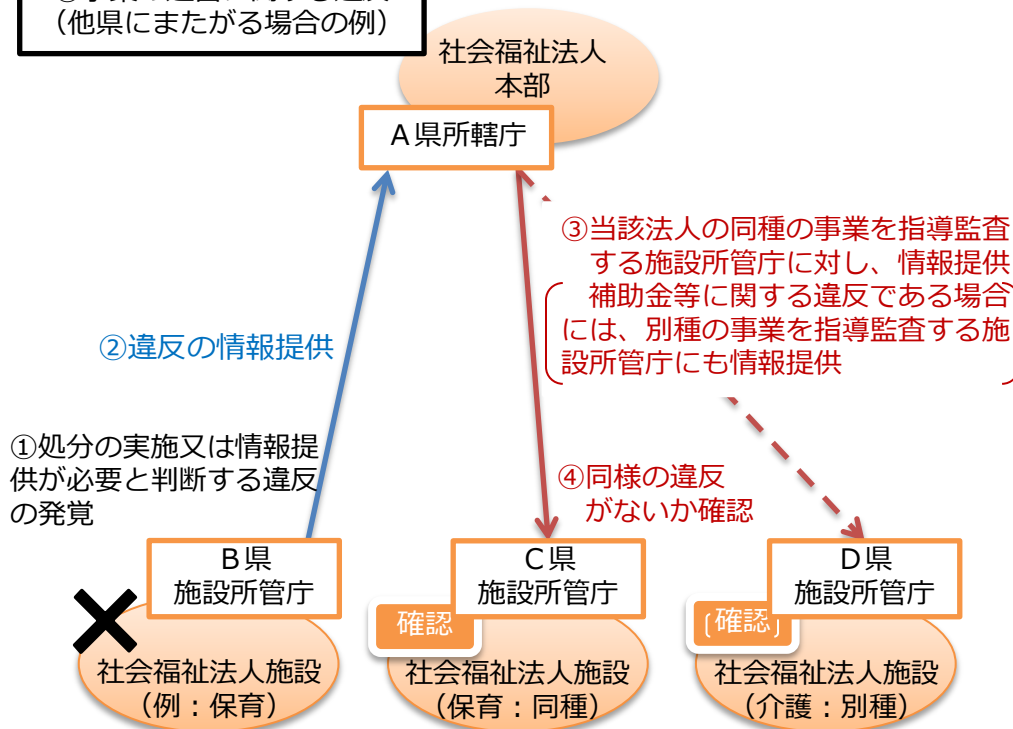 （他県にまたがる場合の例）
社会福祉法人
本部
Ａ県所轄庁
③当該法人の同種の事業を指導監査
する施設所管庁に対し、情報提供
補助金等に関する違反である場合
には、別種の事業を指導監査する施
設所管庁にも情報提供
②違反の情報提供
①処分の実施又は情報提
供が必要と判断する違反
の発覚
④同様の違反
がないか確認
Ｂ県
施設所管庁
Ｃ県
施設所管庁
Ｄ県
施設所管庁
確認
［確認］
社会福祉法人施設
（例：保育）
社会福祉法人施設
（保育：同種）
社会福祉法人施設
（介護：別種）